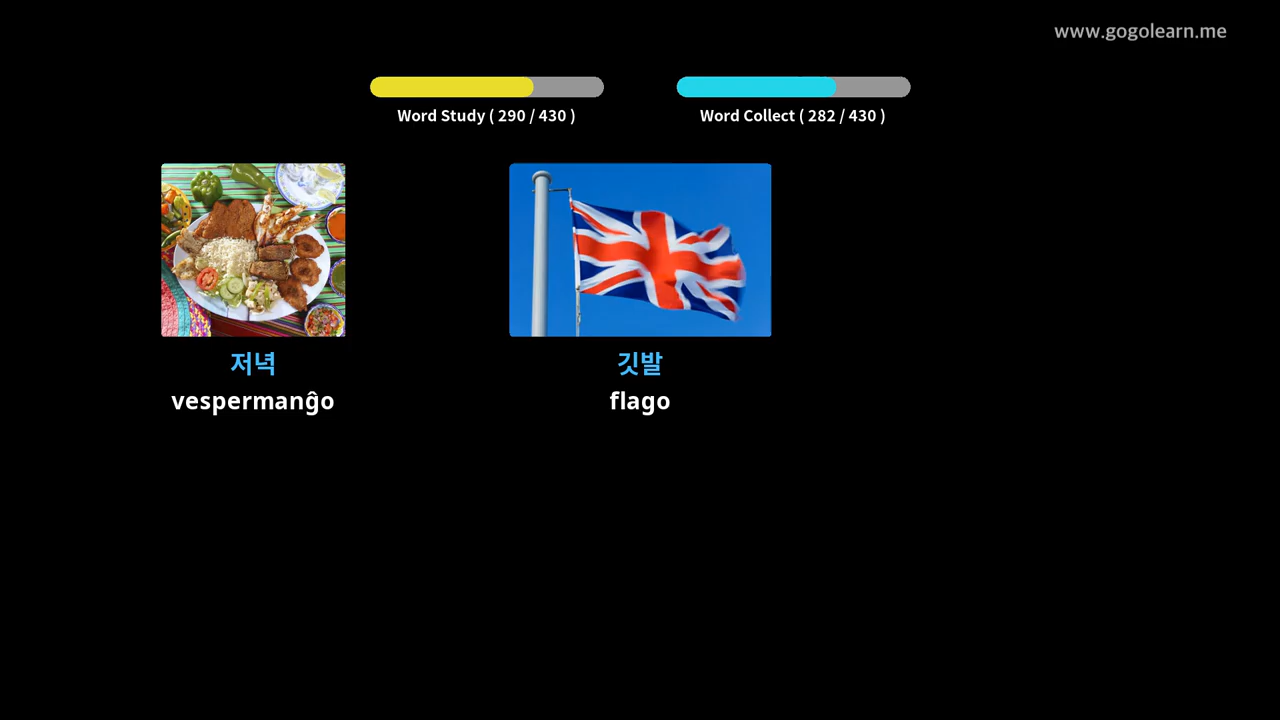 www.gogolearn.me
Word Study ( 290 / 430 )
Word Collect ( 282 / 430 )
저녁
vespermanĝo
깃발
flago